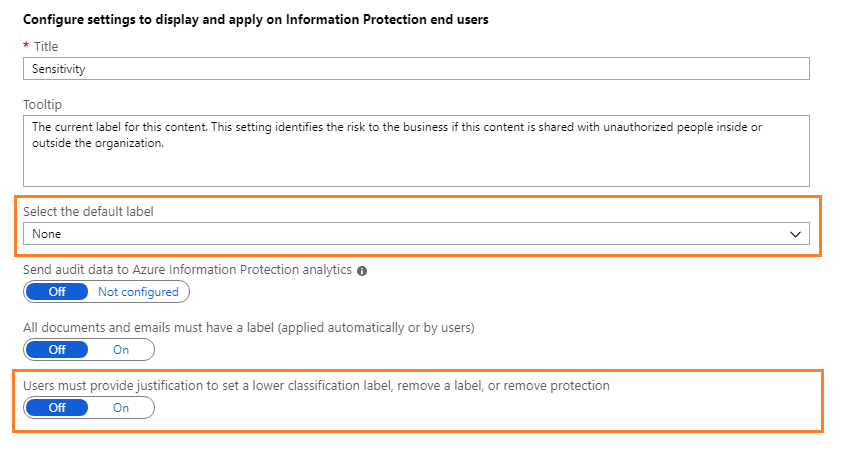 Configure settings to display and apply on Information Protection end users
* Title
Sensitivity
Tooltip
The current label for this content. This setting identifies the risk to the business if this content is shared with unauthorized people inside or
outside the organization.
Select the default label
None
Send audit data to Azure Information Protection analytics
Off Not configured
All documents and emails must have a label (applied automatically or by users)
Off On
Users must provide justification to set a lower classification label, remove a label, or remove protection
Off On